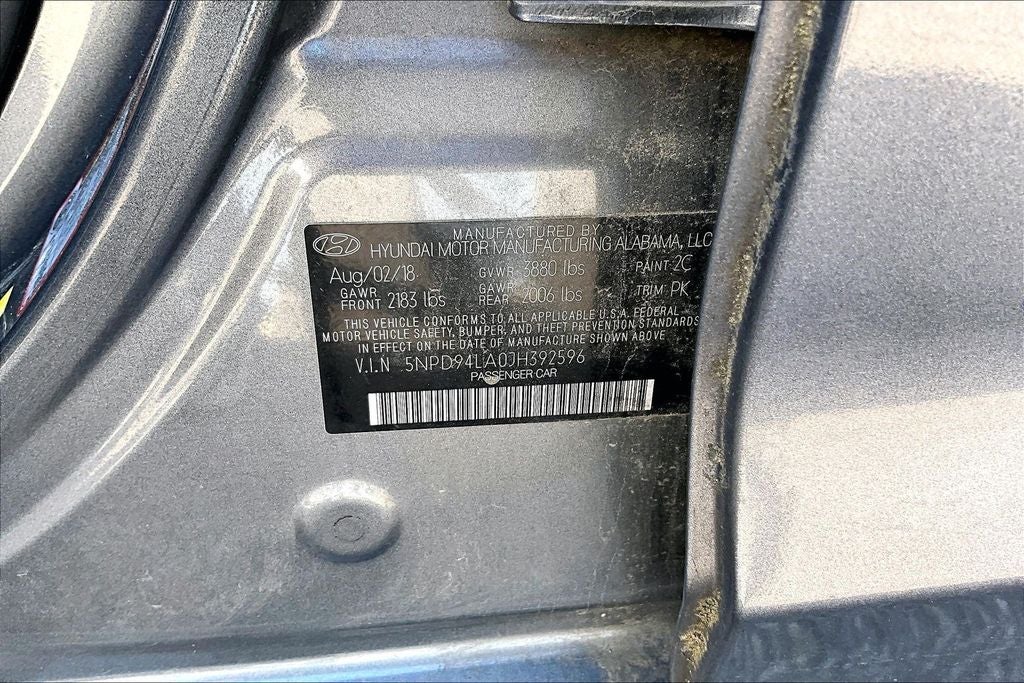 MANUFACTURED BY
HYUNDAI MOTOR MANUFACTURING ALABAMA, LLC
Aug/02/18 GVWR 3880 lbs PAINT 2C
GAWR FRONT 2183 lbs GAWR REAR 2006 lbs TRIM PK
THIS VEHICLE CONFORMS TO ALL APPLICABLE U.S.A. FEDERAL
MOTOR VEHICLE SAFETY, BUMPER, AND THEFT PREVENTION STANDARDS
IN EFFECT ON THE DATE OF MANUFACTURE SHOWN ABOVE
V.I.N 5NPD94LA0JH392596
PASSENGER CAR